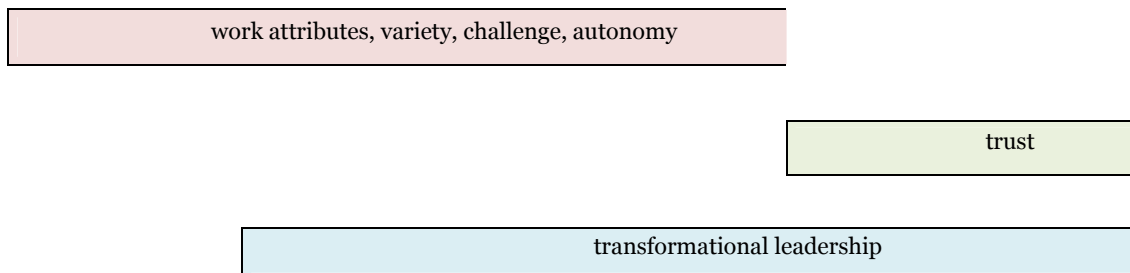 work attributes, variety, challenge, autonomy
trust
transformational leadership